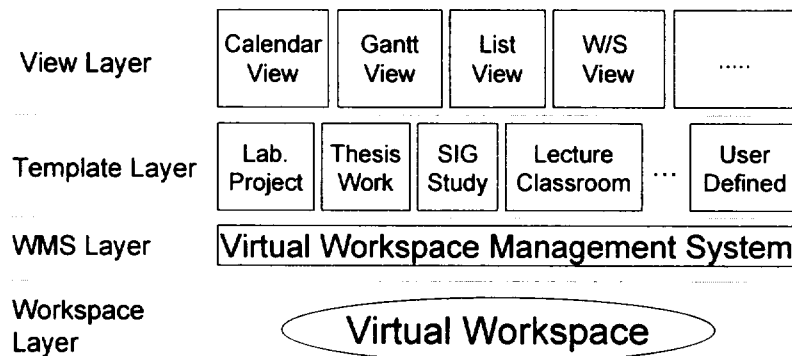 View Layer
Calendar View
Gantt View
List View
W/S View
.....
Template Layer
Lab. Project
Thesis Work
SIG Study
Lecture Classroom
...
User Defined
WMS Layer
Virtual Workspace Management System
Workspace Layer
Virtual Workspace